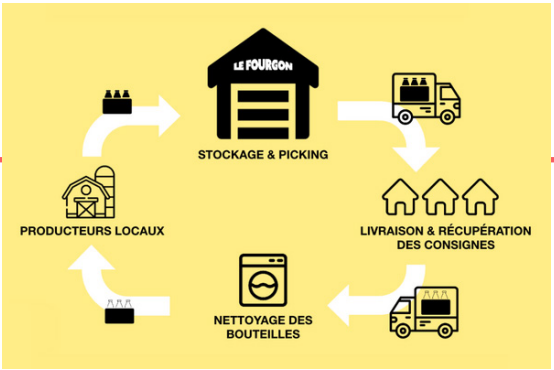 LE FOURGON
STOCKAGE & PICKING
PRODUCTEURS LOCAUX
LIVRAISON & RÉCUPÉRATION
DES CONSIGNES
NETTOYAGE DES
BOUTEILLES